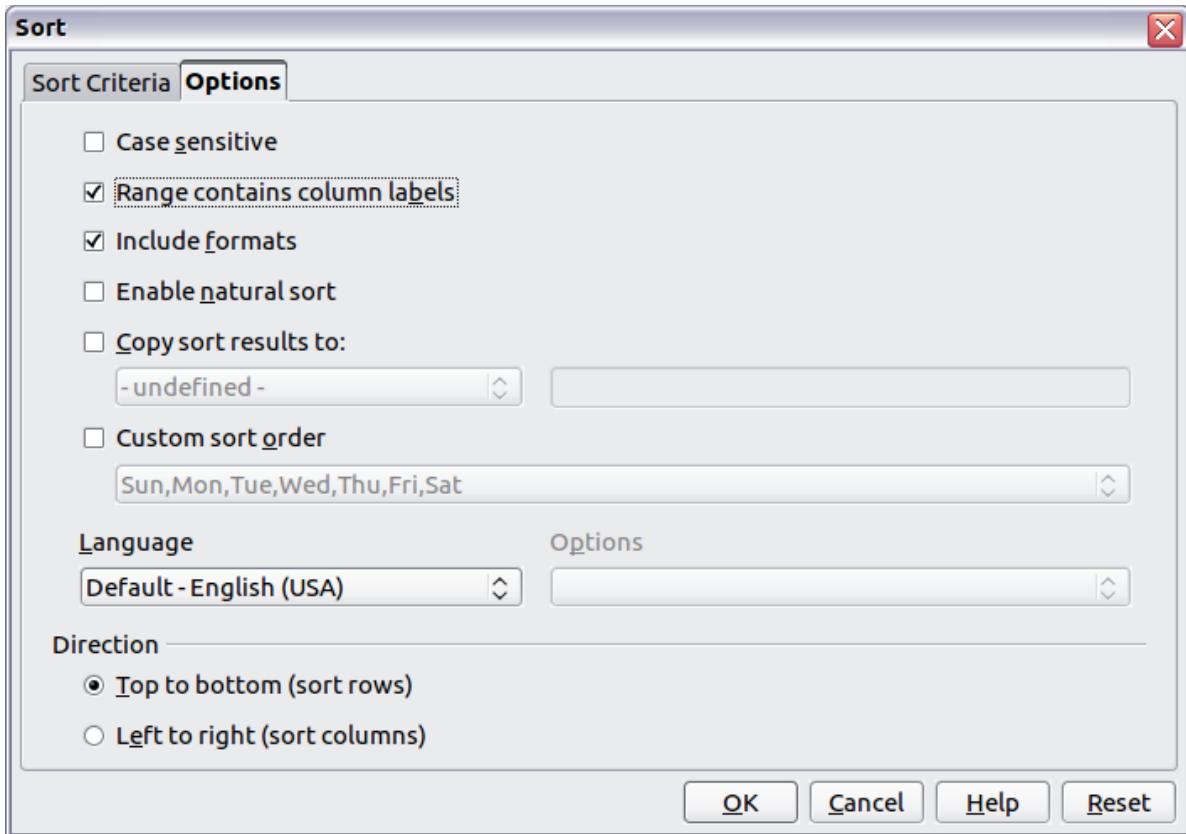 Sort
Sort Criteria Options
Case sensitive
Range contains column labels
Include formats
Enable natural sort
Copy sort results to:
- undefined -
Custom sort order
Sun,Mon,Tue,Wed,Thu,Fri,Sat
Language Options
Default - English (USA)
Direction
Top to bottom (sort rows)
Left to right (sort columns)
OK Cancel Help Reset